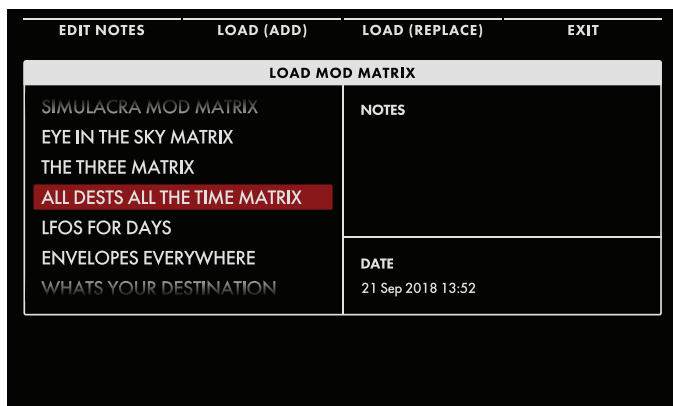 EDIT NOTES LOAD (ADD) LOAD (REPLACE) EXIT
LOAD MOD MATRIX
SIMULACRA MOD MATRIX
EYE IN THE SKY MATRIX
THE THREE MATRIX
ALL DESTS ALL THE TIME MATRIX
LFOS FOR DAYS
ENVELOPES EVERYWHERE
WHATS YOUR DESTINATION
NOTES
DATE
21 Sep 2018 13:52